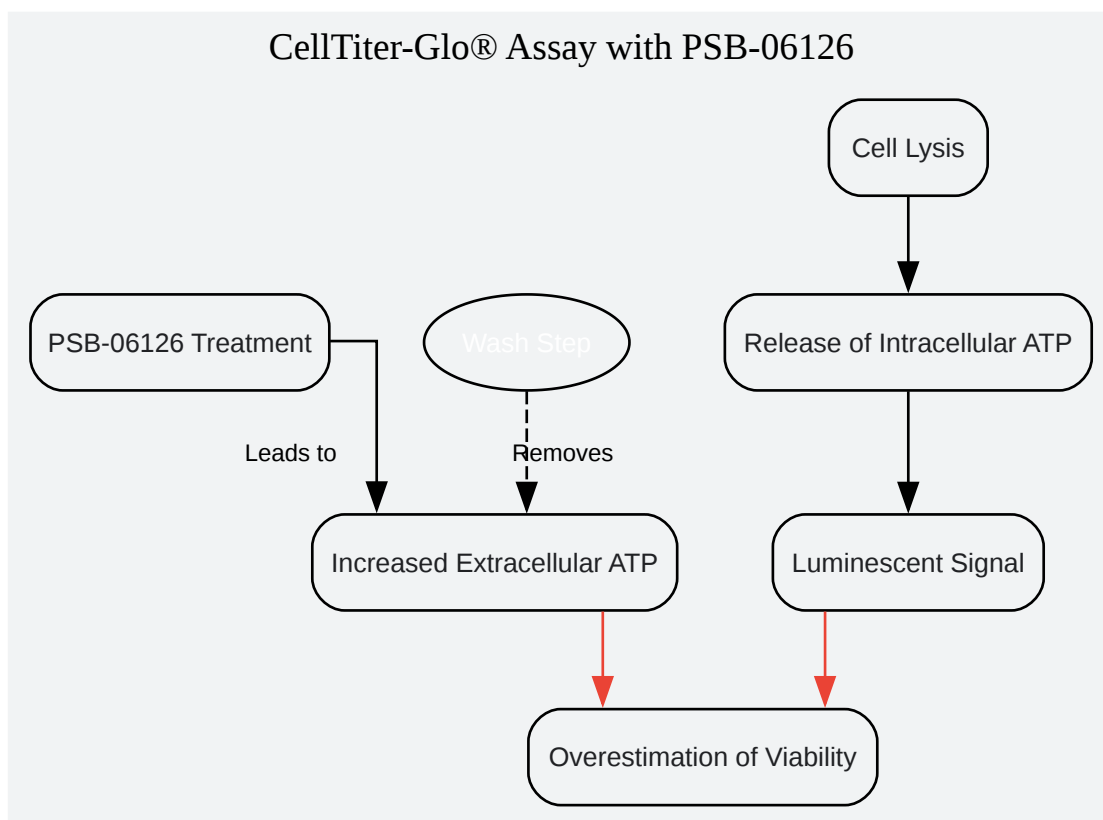 CellTiter-Glo® Assay with PSB-06126
Cell Lysis
PSB-06126 Treatment
Wash Step
Release of Intracellular ATP
Leads to
Removes
Increased Extracellular ATP
Luminescent Signal
Overestimation of Viability